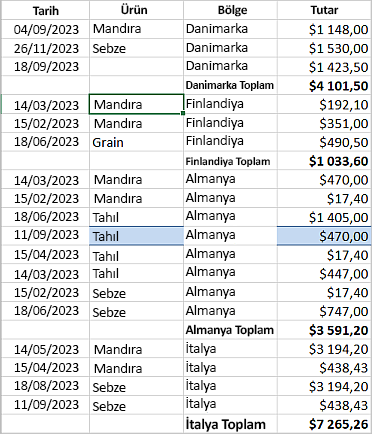 Tarih Ürün Bölge Tutar
04/09/2023 Mandıra Danimarka $1 148,00
26/11/2023 Sebze Danimarka $1 530,00
18/09/2023 Danimarka $1 423,50
Danimarka Toplam $4 101,50
14/03/2023 Mandıra Finlandiya $192,10
15/02/2023 Mandıra Finlandiya $351,00
18/06/2023 Grain Finlandiya $490,50
Finlandiya Toplam $1 033,60
14/03/2023 Mandıra Almanya $470,00
15/02/2023 Mandıra Almanya $17,40
18/06/2023 Tahıl Almanya $1 405,00
11/09/2023 Tahıl Almanya $470,00
15/04/2023 Tahıl Almanya $17,40
14/03/2023 Tahıl Almanya $447,00
15/02/2023 Sebze Almanya $17,40
18/06/2023 Sebze Almanya $747,00
Almanya Toplam $3 591,20
14/05/2023 Mandıra İtalya $3 194,20
15/04/2023 Mandıra İtalya $438,43
18/08/2023 Sebze İtalya $3 194,20
11/09/2023 Sebze İtalya $438,43
İtalya Toplam $7 265,26